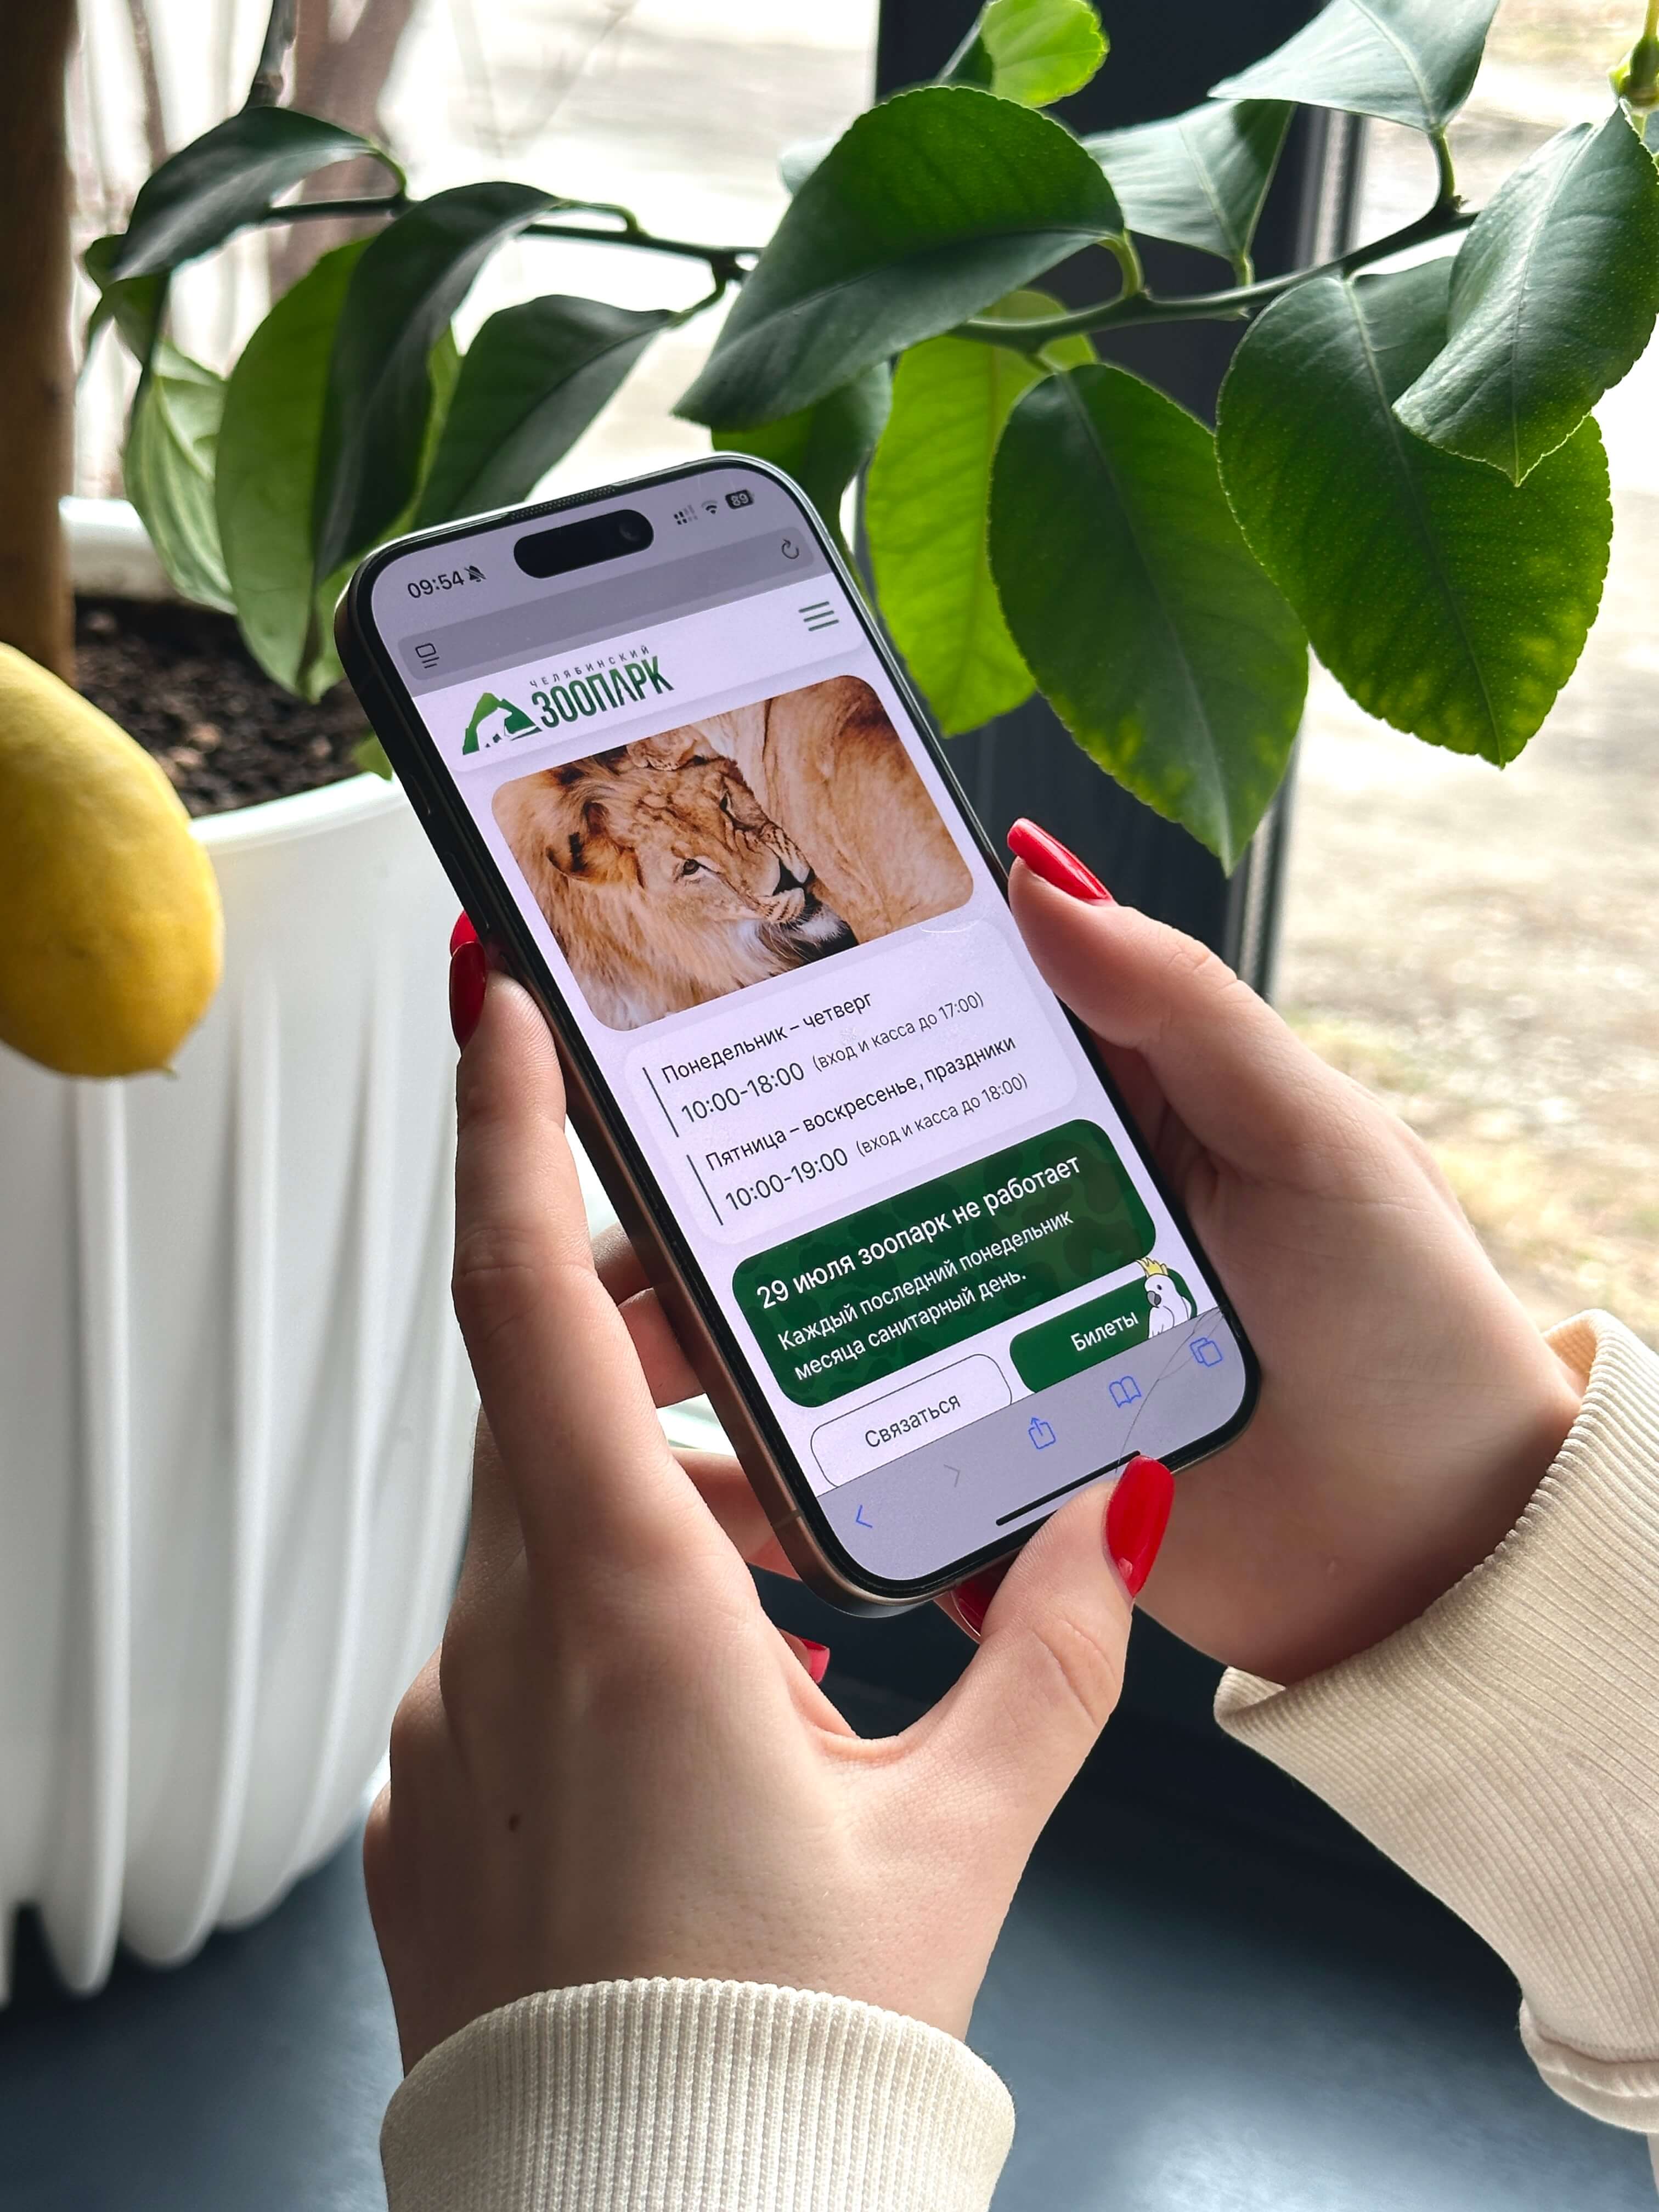 09:54
89
ЧЕЛЯБИНСКИЙ
ЗООПАРК
Понедельник – четверг
10:00-18:00 (вход и касса до 17:00)
Пятница – воскресенье, праздники
10:00-19:00 (вход и касса до 18:00)
29 июля зоопарк не работает
Каждый последний понедельник
месяца санитарный день.
Связаться
Билеты